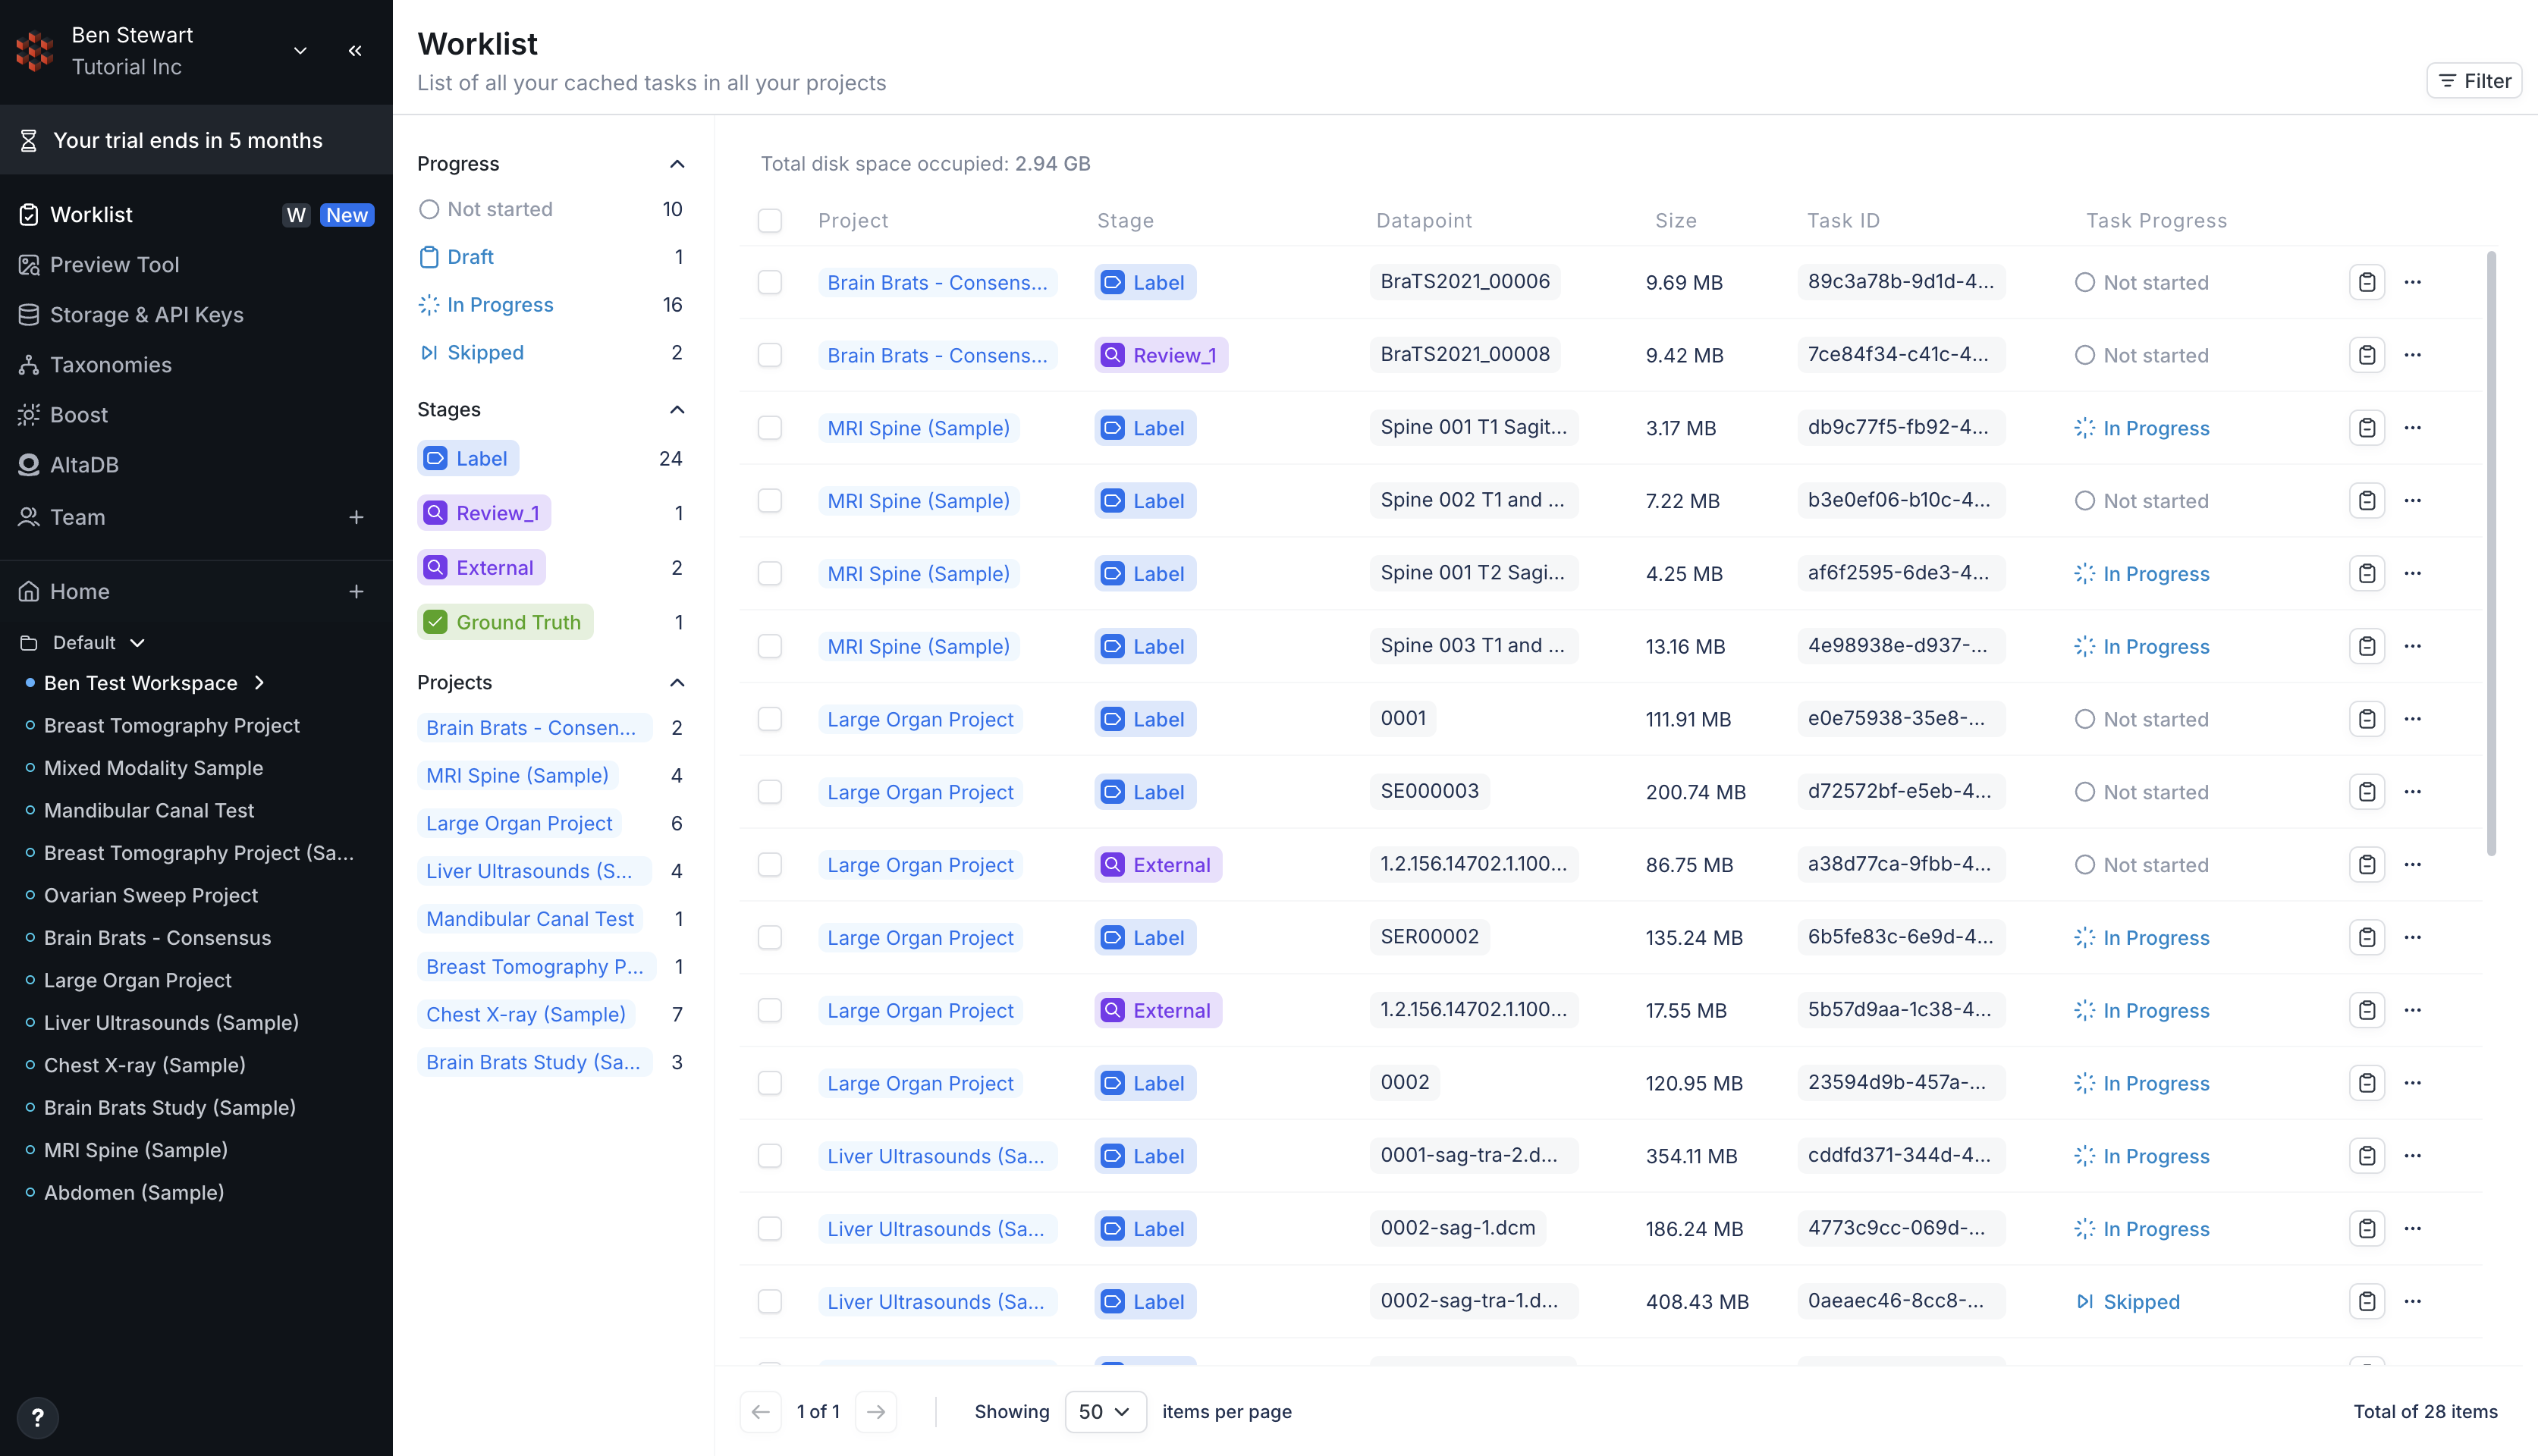 Ben Stewart
Tutorial Inc
Your trial ends in 5 months
Worklist W New
Preview Tool
Storage & API Keys
Taxonomies
Boost
AltaDB
Team
Home
Default
Ben Test Workspace
Breast Tomography Project
Mixed Modality Sample
Mandibular Canal Test
Breast Tomography Project (Sa...
Ovarian Sweep Project
Brain Brats - Consensus
Large Organ Project
Liver Ultrasounds (Sample)
Chest X-ray (Sample)
Brain Brats Study (Sample)
MRI Spine (Sample)
Abdomen (Sample)
?
Worklist
List of all your cached tasks in all your projects
Filter
Progress
Not started 10
Draft 1
In Progress 16
Skipped 2
Stages
Label 24
Review_1 1
External 2
Ground Truth 1
Projects
Brain Brats - Consen... 2
MRI Spine (Sample) 4
Large Organ Project 6
Liver Ultrasounds (S... 4
Mandibular Canal Test 1
Breast Tomography P... 1
Chest X-ray (Sample) 7
Brain Brats Study (Sa... 3
Total disk space occupied: 2.94 GB
Project Stage Datapoint Size Task ID Task Progress
Brain Brats - Consens... Label BraTS2021_00006 9.69 MB 89c3a78b-9d1d-4... Not started
Brain Brats - Consens... Review_1 BraTS2021_00008 9.42 MB 7ce84f34-c41c-4... Not started
MRI Spine (Sample) Label Spine 001 T1 Sagit... 3.17 MB db9c77f5-fb92-4... In Progress
MRI Spine (Sample) Label Spine 002 T1 and ... 7.22 MB b3e0ef06-b10c-4... Not started
MRI Spine (Sample) Label Spine 001 T2 Sagi... 4.25 MB af6f2595-6de3-4... In Progress
MRI Spine (Sample) Label Spine 003 T1 and ... 13.16 MB 4e98938e-d937-... In Progress
Large Organ Project Label 0001 111.91 MB e0e75938-35e8-... Not started
Large Organ Project Label SE000003 200.74 MB d72572bf-e5eb-4... Not started
Large Organ Project External 1.2.156.14702.1.100... 86.75 MB a38d77ca-9fbb-4... Not started
Large Organ Project Label SER00002 135.24 MB 6b5fe83c-6e9d-4... In Progress
Large Organ Project External 1.2.156.14702.1.100... 17.55 MB 5b57d9aa-1c38-4... In Progress
Large Organ Project Label 0002 120.95 MB 23594d9b-457a-... In Progress
Liver Ultrasounds (Sa... Label 0001-sag-tra-2.d... 354.11 MB cddfd371-344d-4... In Progress
Liver Ultrasounds (Sa... Label 0002-sag-1.dcm 186.24 MB 4773c9cc-069d-... In Progress
Liver Ultrasounds (Sa... Label 0002-sag-tra-1.d... 408.43 MB 0aeaec46-8cc8-... Skipped
1 of 1 Showing 50 items per page Total of 28 items